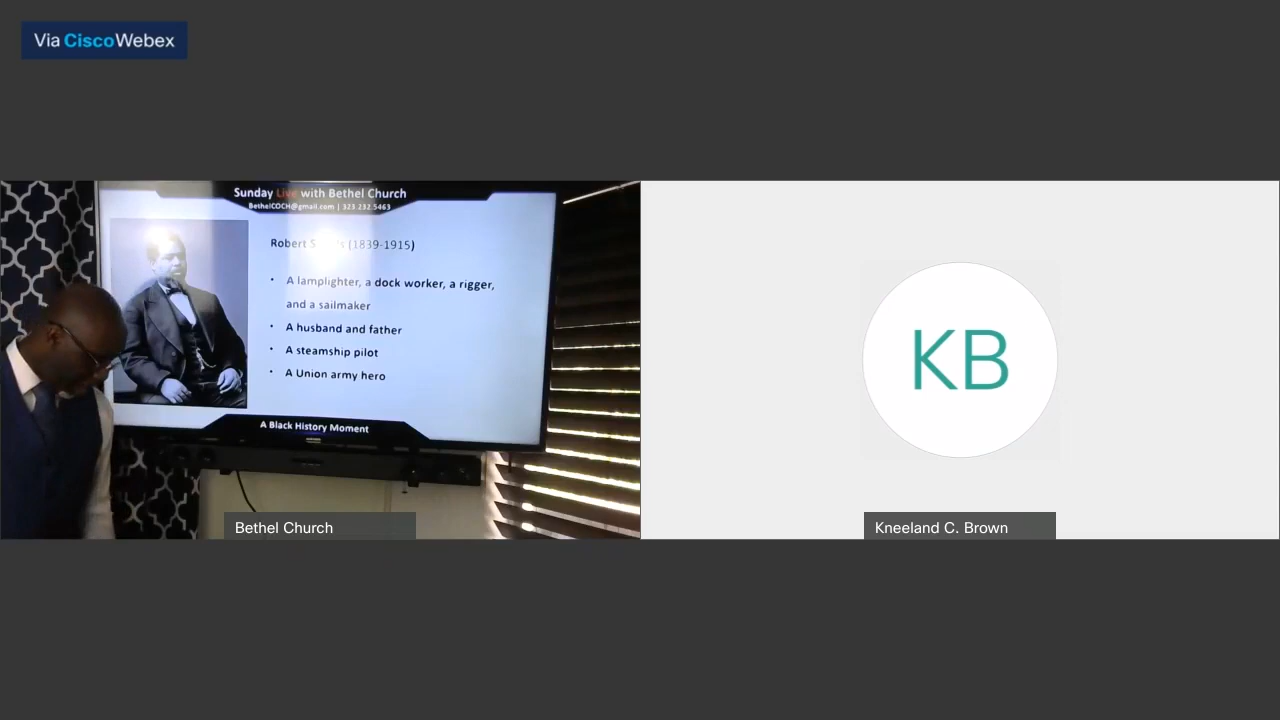 Via CiscoWebex
Sunday Live with Bethel Church
BethelCOCH@gmail.com | 323.232.5463
Robert S (1839-1915)
• A lamplighter, a dock worker, a rigger,
and a sailmaker
• A husband and father
• A steamship pilot
• A Union army hero
A Black History Moment
Bethel Church
KB
Kneeland C. Brown